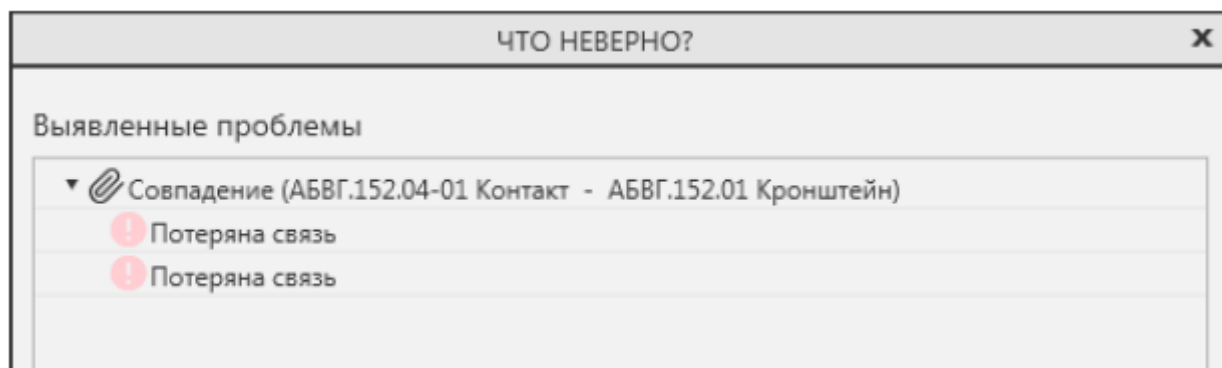 ЧТО НЕВЕРНО?
Выявленные проблемы
Совпадение (АБВГ.152.04-01 Контакт - АБВГ.152.01 Кронштейн)
Потеряна связь
Потеряна связь